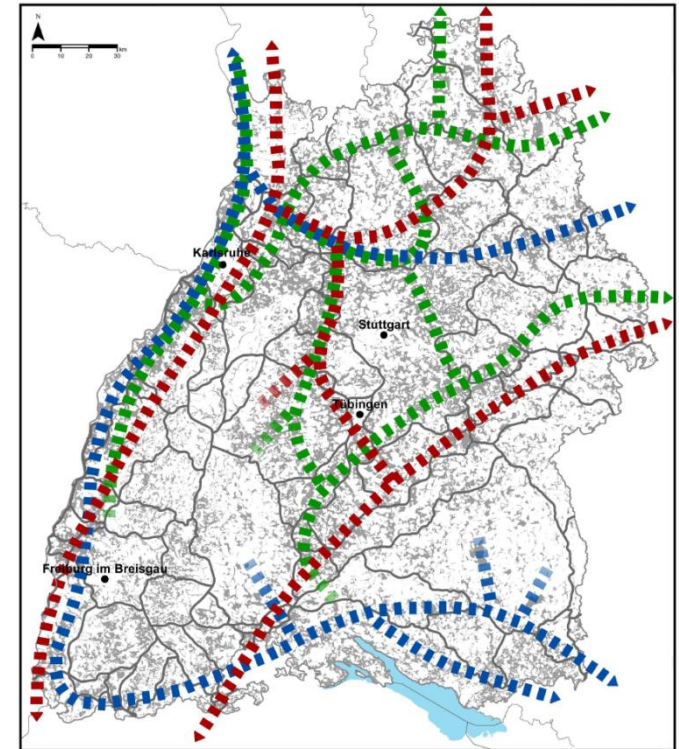 N
0 10 20 30
km
Karlsruhe
Stuttgart
Tübingen
Freiburg im Breisgau